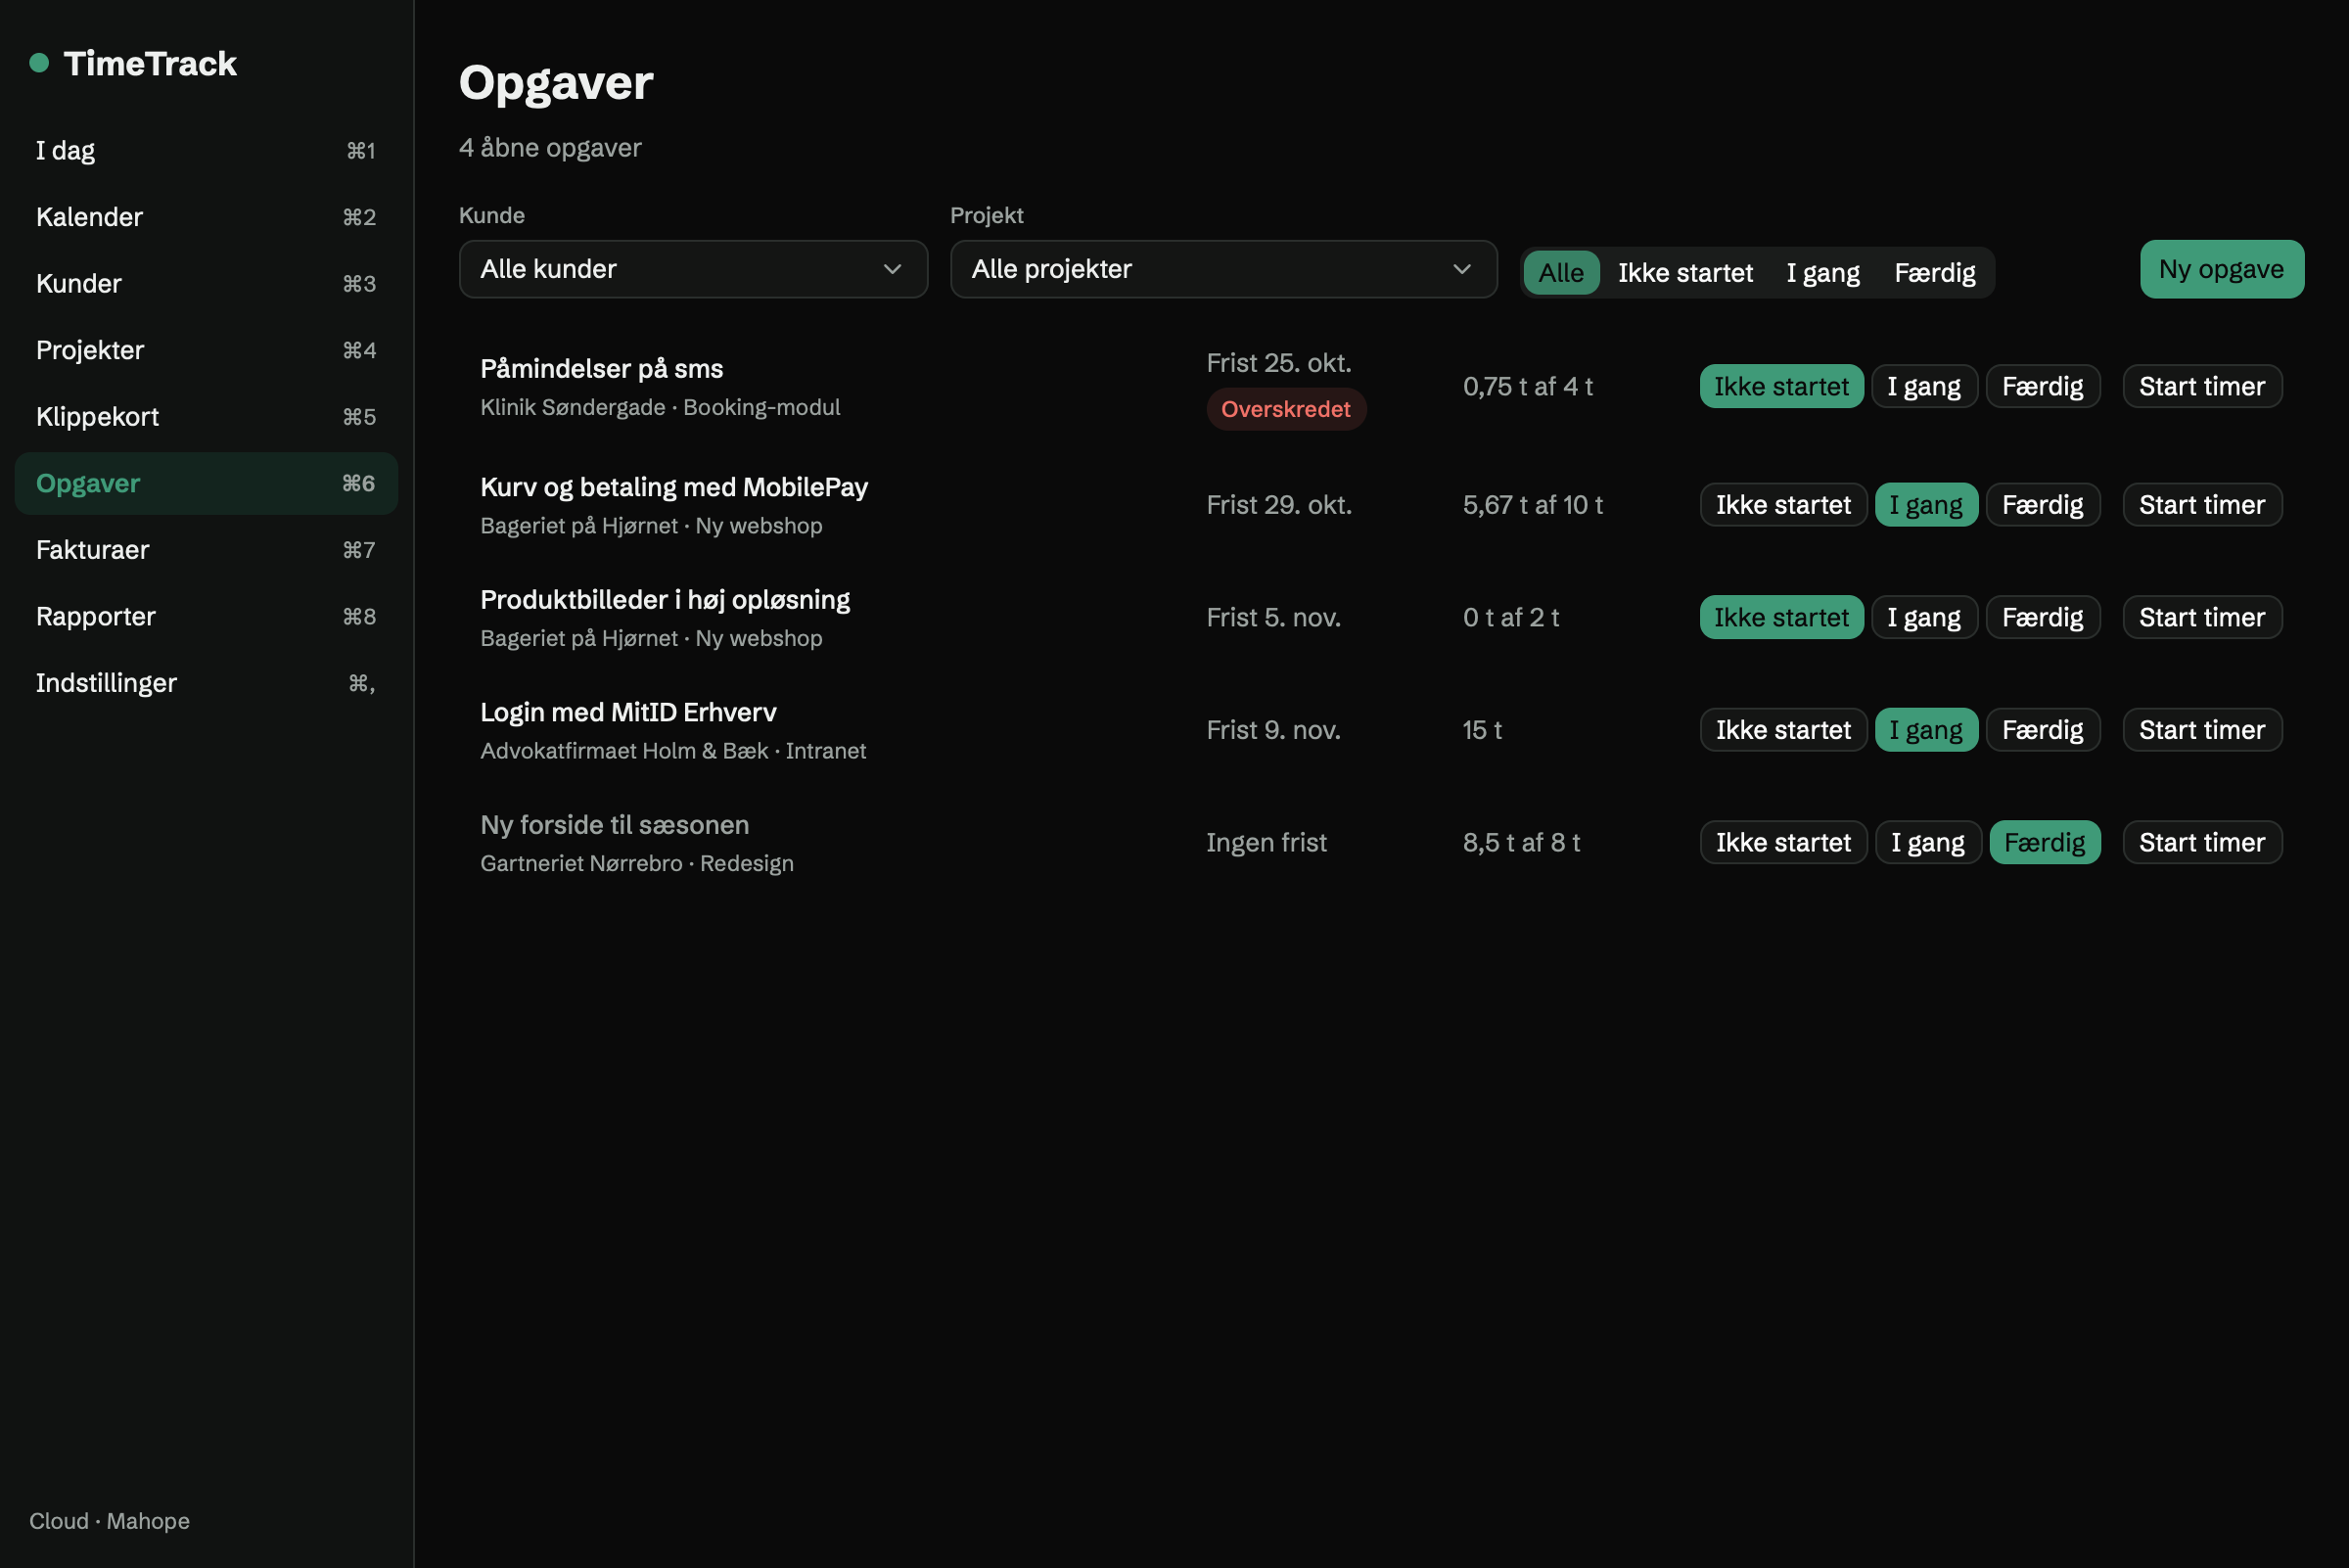 TimeTrack
I dag ⌘1
Kalender ⌘2
Kunder ⌘3
Projekter ⌘4
Klippekort ⌘5
Opgaver ⌘6
Fakturaer ⌘7
Rapporter ⌘8
Indstillinger ⌘,
Cloud · Mahope
Opgaver
4 åbne opgaver
Kunde
Alle kunder
Projekt
Alle projekter
Alle Ikke startet I gang Færdig
Ny opgave
Påmindelser på sms
Klinik Søndergade · Booking-modul
Frist 25. okt.
Overskredet
0,75 t af 4 t
Ikke startet I gang Færdig Start timer
Kurv og betaling med MobilePay
Bageriet på Hjørnet · Ny webshop
Frist 29. okt.
5,67 t af 10 t
Ikke startet I gang Færdig Start timer
Produktbilleder i høj opløsning
Bageriet på Hjørnet · Ny webshop
Frist 5. nov.
0 t af 2 t
Ikke startet I gang Færdig Start timer
Login med MitID Erhverv
Advokatfirmaet Holm & Bæk · Intranet
Frist 9. nov.
15 t
Ikke startet I gang Færdig Start timer
Ny forside til sæsonen
Gartneriet Nørrebro · Redesign
Ingen frist
8,5 t af 8 t
Ikke startet I gang Færdig Start timer